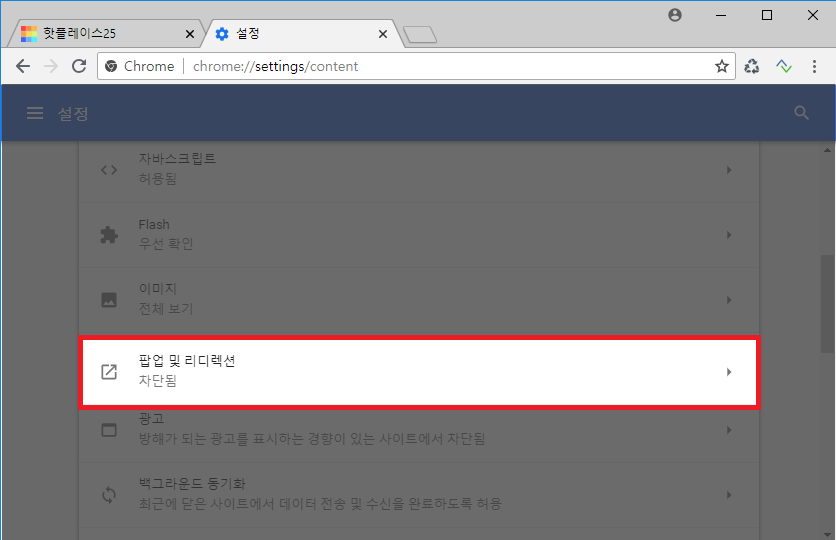 핫플레이스25
설정
Chrome
chrome://settings/content
설정
자바스크립트
허용됨
Flash
우선 확인
이미지
전체 보기
팝업 및 리디렉션
차단됨
광고
방해가 되는 광고를 표시하는 경향이 있는 사이트에서 차단됨
백그라운드 동기화
최근에 닫은 사이트에서 데이터 전송 및 수신을 완료하도록 허용